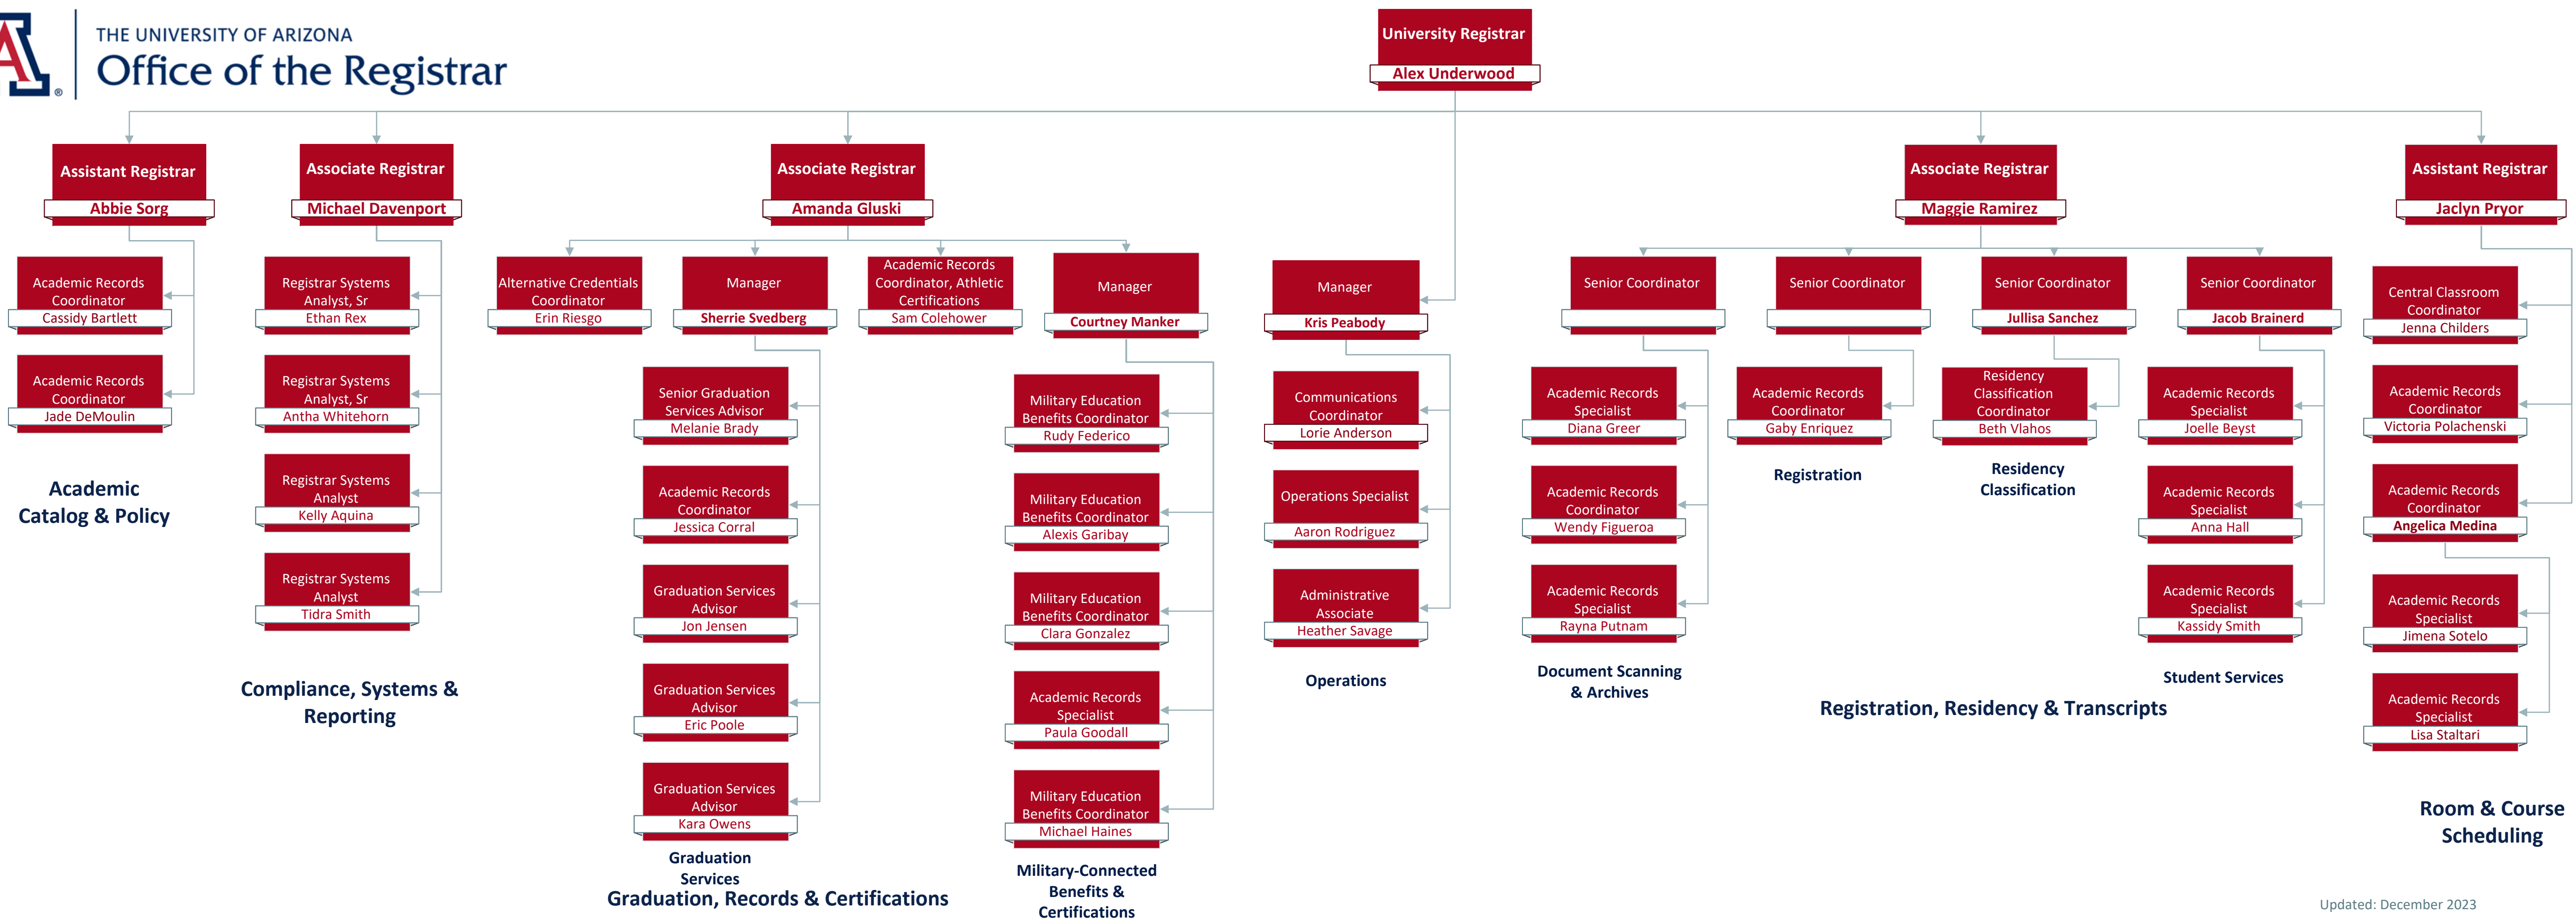 THE UNIVERSITY OF ARIZONA
Office of the Registrar
®
University Registrar
Alex Underwood
Assistant Registrar
Abbie Sorg
Academic Records
Coordinator
Cassidy Bartlett
Academic Records
Coordinator
Jade DeMoulin
Academic
Catalog & Policy
Associate Registrar
Michael Davenport
Registrar Systems
Analyst, Sr
Ethan Rex
Registrar Systems
Analyst, Sr
Antha Whitehorn
Registrar Systems
Analyst
Kelly Aquina
Registrar Systems
Analyst
Tidra Smith
Compliance, Systems &
Reporting
Associate Registrar
Amanda Gluski
Alternative Credentials
Coordinator
Erin Riesgo
Manager
Sherrie Svedberg
Senior Graduation
Services Advisor
Melanie Brady
Academic Records
Coordinator
Jessica Corral
Graduation Services
Advisor
Jon Jensen
Graduation Services
Advisor
Eric Poole
Graduation Services
Advisor
Kara Owens
Graduation
Services
Academic Records
Coordinator, Athletic
Certifications
Sam Colehower
Manager
Courtney Manker
Military Education
Benefits Coordinator
Rudy Federico
Military Education
Benefits Coordinator
Alexis Garibay
Military Education
Benefits Coordinator
Clara Gonzalez
Academic Records
Specialist
Paula Goodall
Military Education
Benefits Coordinator
Michael Haines
Military-Connected
Benefits &
Certifications
Graduation, Records & Certifications
Manager
Kris Peabody
Communications
Coordinator
Lorie Anderson
Operations Specialist
Aaron Rodriguez
Administrative
Associate
Heather Savage
Operations
Associate Registrar
Maggie Ramirez
Senior Coordinator
Academic Records
Specialist
Diana Greer
Academic Records
Coordinator
Wendy Figueroa
Academic Records
Specialist
Rayna Putnam
Document Scanning
& Archives
Senior Coordinator
Academic Records
Coordinator
Gaby Enriquez
Registration
Senior Coordinator
Jullisa Sanchez
Residency
Classification
Coordinator
Beth Vlahos
Residency
Classification
Senior Coordinator
Jacob Brainerd
Academic Records
Specialist
Joelle Beyst
Academic Records
Specialist
Anna Hall
Academic Records
Specialist
Kassidy Smith
Student Services
Registration, Residency & Transcripts
Assistant Registrar
Jaclyn Pryor
Central Classroom
Coordinator
Jenna Childers
Academic Records
Coordinator
Victoria Polachenski
Academic Records
Coordinator
Angelica Medina
Academic Records
Specialist
Jimena Sotelo
Academic Records
Specialist
Lisa Staltari
Room & Course
Scheduling
Updated: December 2023